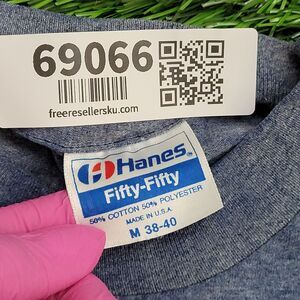 69066
freeresellersku.com
Hanes
Fifty-Fifty
50% COTTON 50% POLYESTER
MADE IN U.S.A.
M 38-40